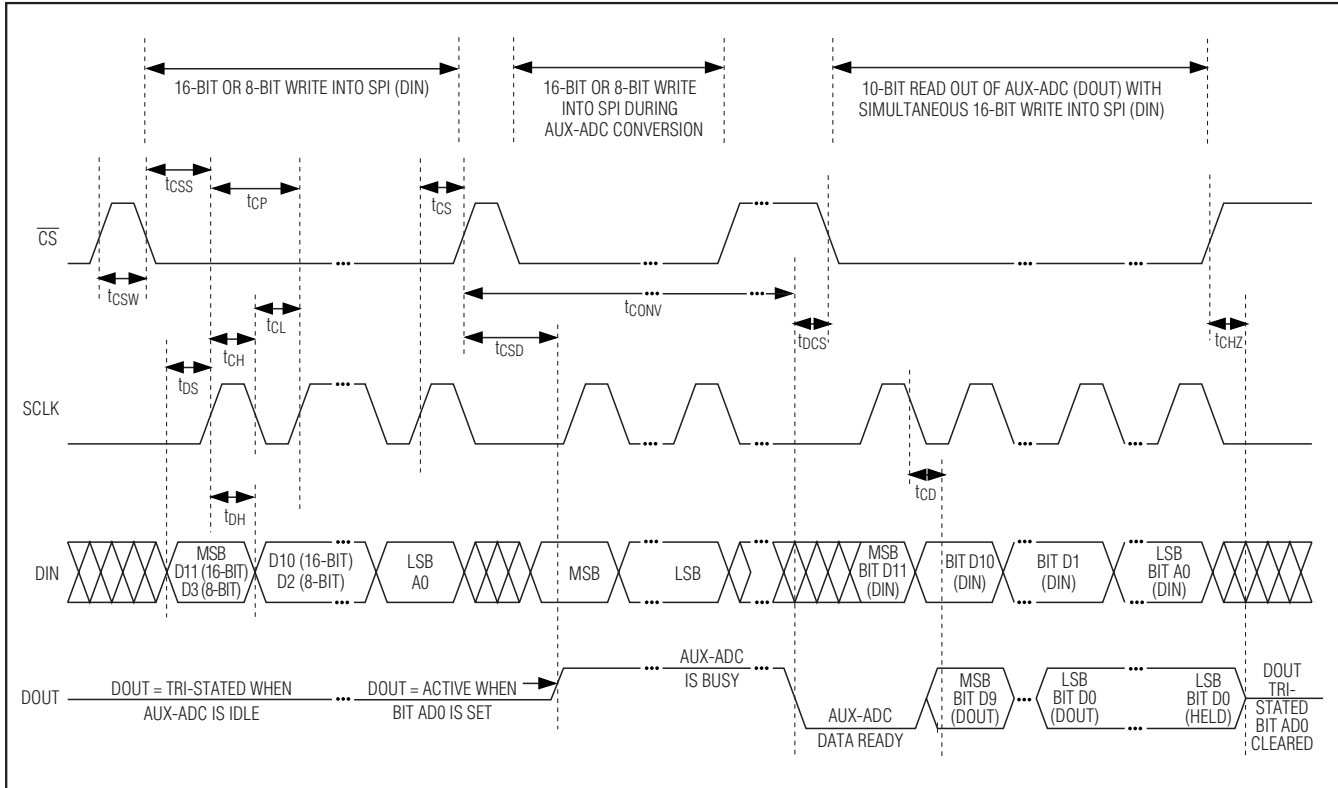 16-BIT OR 8-BIT WRITE INTO SPI (DIN)
16-BIT OR 8-BIT WRITE
INTO SPI DURING
AUX-ADC CONVERSION
10-BIT READ OUT OF AUX-ADC (DOUT) WITH
SIMULTANEOUS 16-BIT WRITE INTO SPI (DIN)
tCSS
tCP
tCS
CS
•••
•••
•••
•••
•••
tCSW
tCL
tCONV
•••
•••
tCH
tCSD
tDCS
tCHZ
tDS
SCLK
•••
•••
•••
•••
•••
tCD
tDH
DIN
MSB
D11 (16-BIT)
D3 (8-BIT)
D10 (16-BIT)
D2 (8-BIT)
•••
LSB
A0
MSB
•••
LSB
•••
MSB
BIT D11
(DIN)
BIT D10
(DIN)
•••
BIT D1
(DIN)
•••
LSB
BIT A0
(DIN)
DOUT
DOUT = TRI-STATED WHEN
AUX-ADC IS IDLE
•••
DOUT = ACTIVE WHEN
BIT AD0 IS SET
•••
AUX-ADC
IS BUSY
•••
AUX-ADC
DATA READY
MSB
BIT D9
(DOUT)
•••
LSB
BIT D0
(DOUT)
•••
LSB
BIT D0
(HELD)
DOUT
TRI-
STATED
BIT AD0
CLEARED